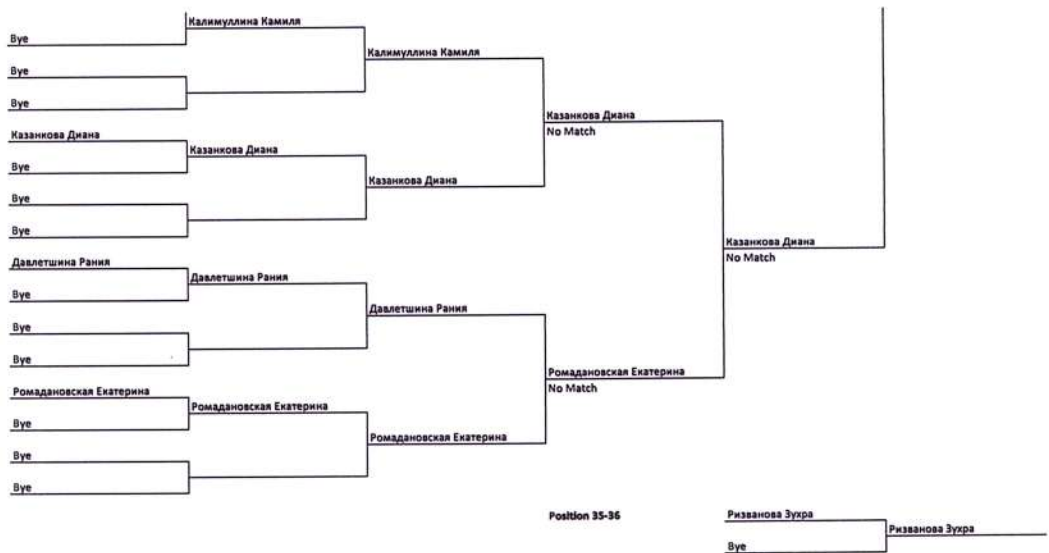 Калимуллина Камиля
Bye
Калимуллина Камиля
Bye
Bye
Казанкова Диана
No Match
Казанкова Диана
Казанкова Диана
Bye
Казанкова Диана
Bye
Bye
Казанкова Диана
No Match
Давлетшина Рания
Давлетшина Рания
Bye
Давлетшина Рания
Bye
Bye
Ромадановская Екатерина
No Match
Ромадановская Екатерина
Ромадановская Екатерина
Bye
Ромадановская Екатерина
Bye
Bye
Position 35-36
Ризванова Зухра
Ризванова Зухра
Bye